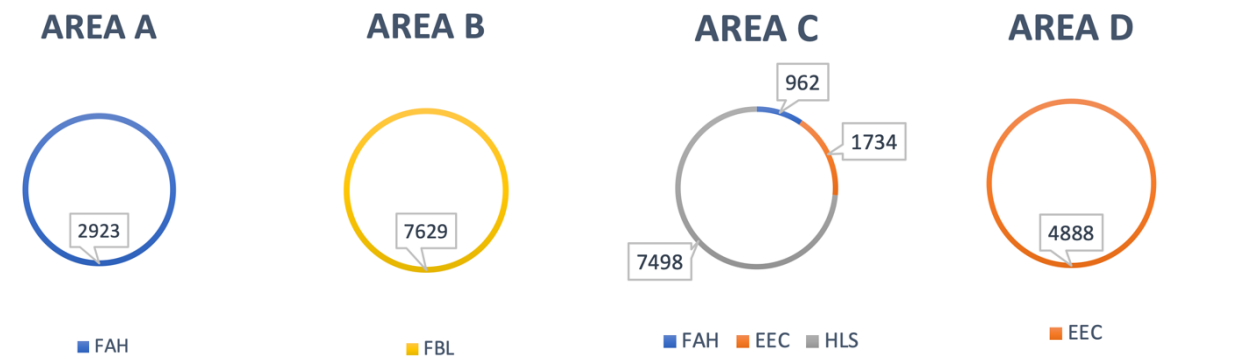 AREA A
2923
FAH
AREA B
7629
FBL
AREA C
962
1734
7498
FAH EEC HLS
AREA D
4888
EEC